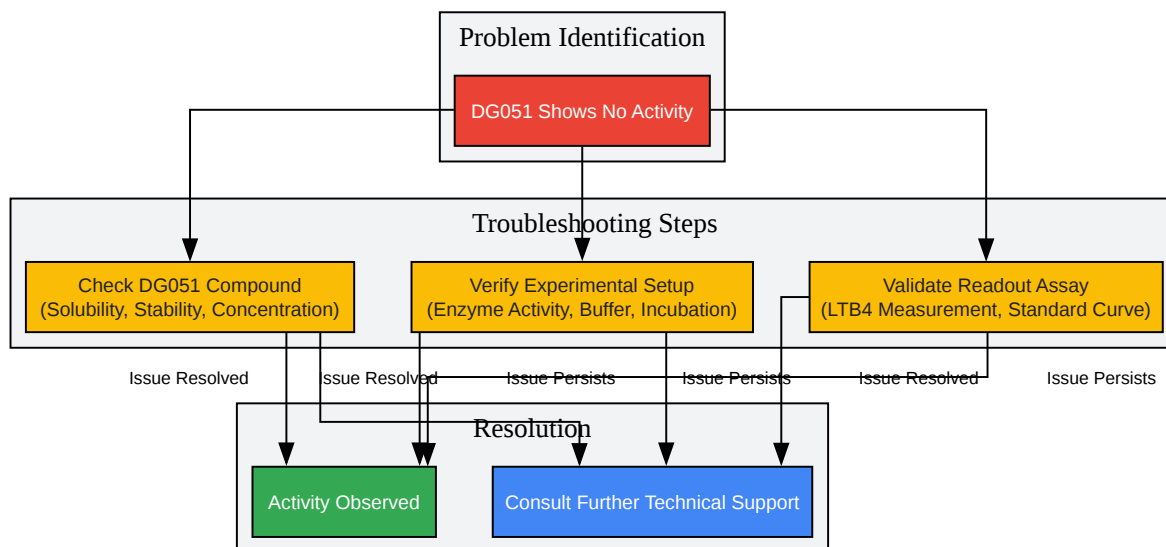 Problem Identification
DG051 Shows No Activity
Troubleshooting Steps
Check DG051 Compound
(Solubility, Stability, Concentration)
Verify Experimental Setup
(Enzyme Activity, Buffer, Incubation)
Validate Readout Assay
(LTB4 Measurement, Standard Curve)
Issue Resolved
Issue Resolved
Issue Persists
Issue Persists
Issue Resolved
Issue Persists
Resolution
Activity Observed
Consult Further Technical Support